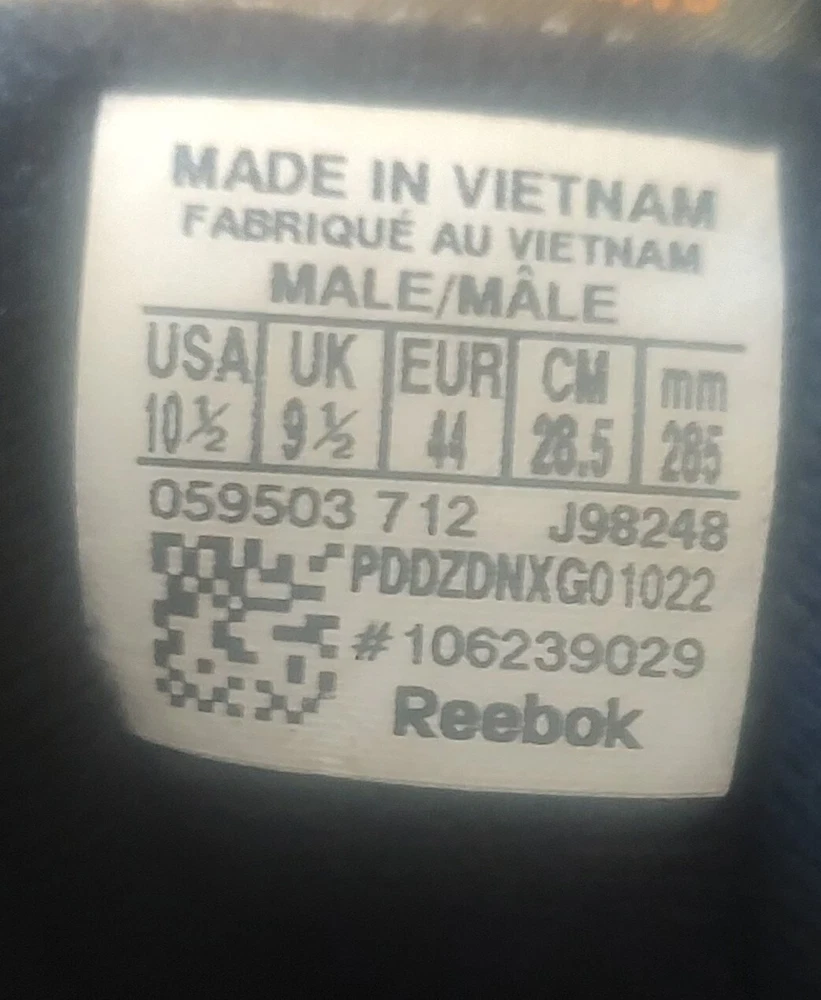 MADE IN VIETNAM
FABRIQUÉ AU VIETNAM
MALE/MÂLE
USA UK EUR CM mm
10½ 9½ 44 28.5 285
059503 712 J98248
PDDZDNXG01022
#106239029
Reebok